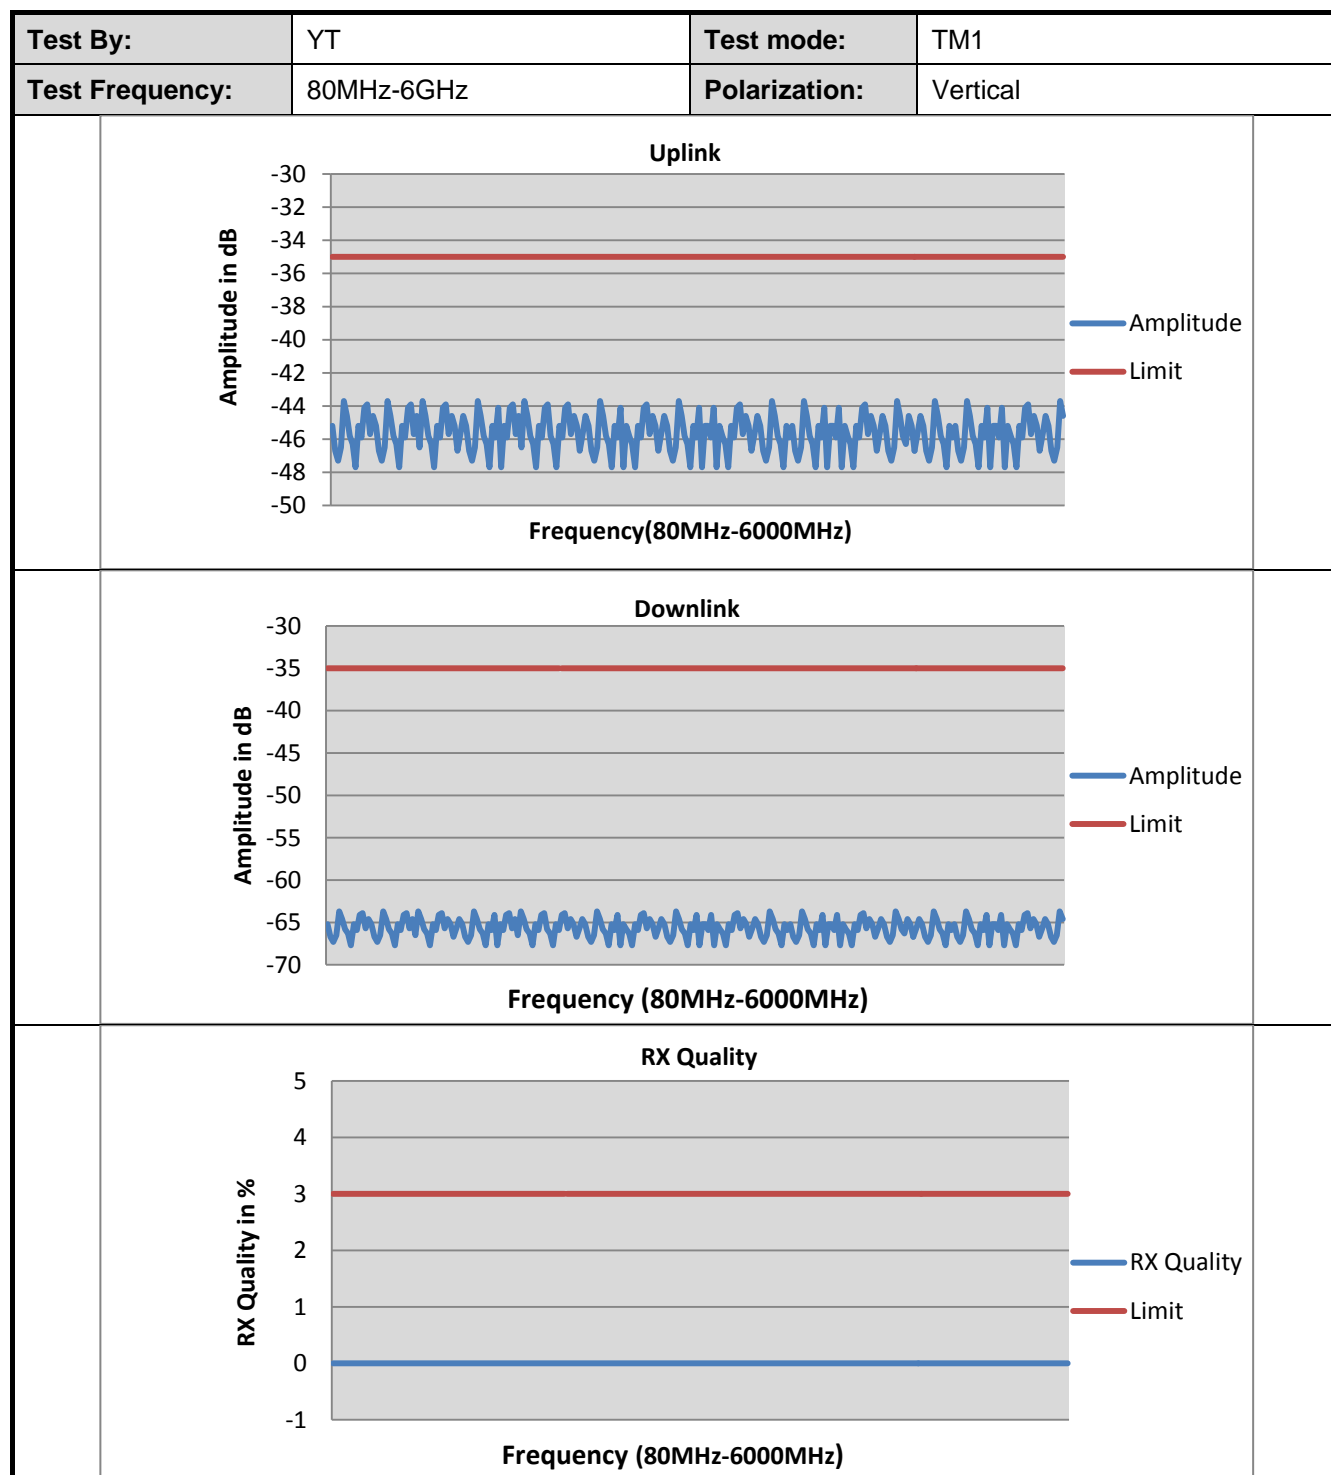 Test By: YT Test mode: TM1
Test Frequency: 80MHz-6GHz Polarization: Vertical
Uplink
Amplitude in dB
-30
-32
-34
-36
-38
-40
-42
-44
-46
-48
-50
Frequency(80MHz-6000MHz)
Amplitude
Limit
Downlink
Amplitude in dB
-30
-35
-40
-45
-50
-55
-60
-65
-70
Frequency (80MHz-6000MHz)
Amplitude
Limit
RX Quality
RX Quality in %
5
4
3
2
1
0
-1
Frequency (80MHz-6000MHz)
RX Quality
Limit